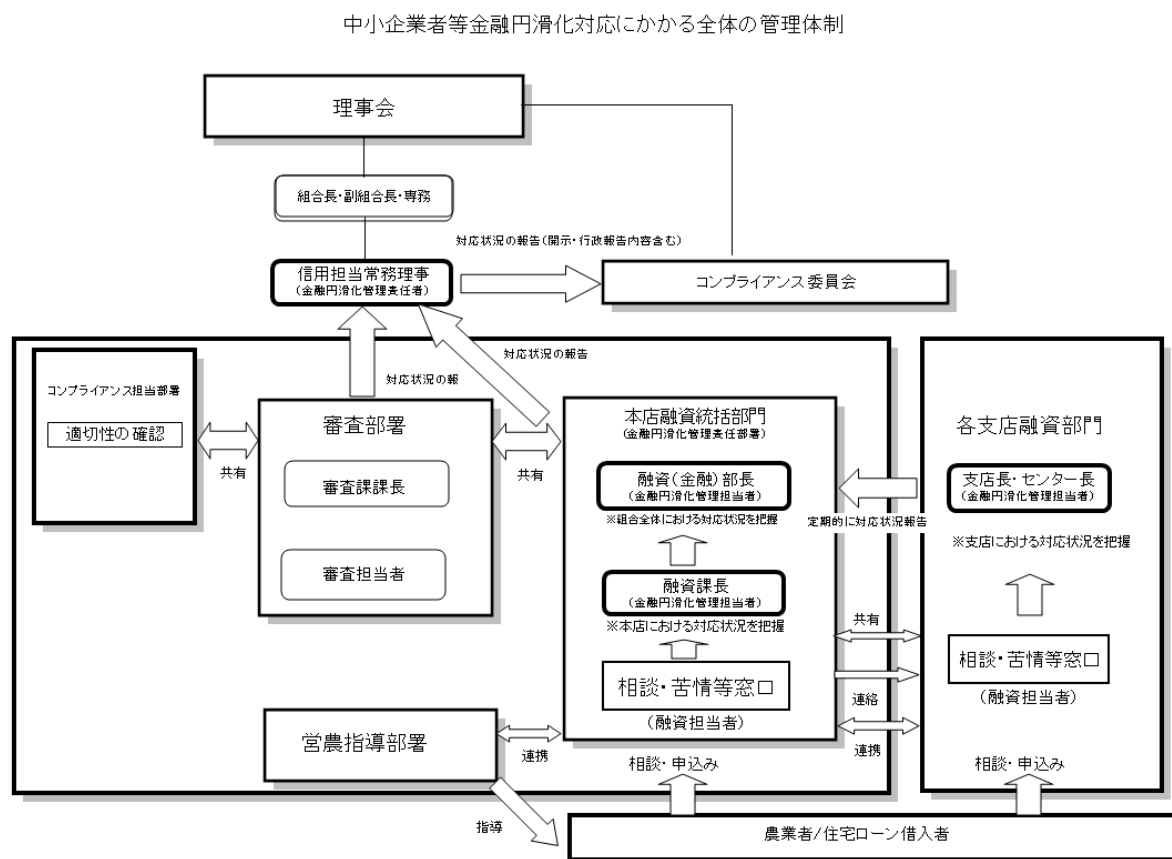 中小企業者等金融円滑化対応にかかる全体の管理体制
理事会
組合長・副組合長・専務
対応状況の報告(開示・行政報告内容含む)
信用担当常務理事
(金融円滑化管理責任者)
コンプライアンス委員会
対応状況の報告
対応状況の報
コンプライアンス担当部署
適切性の確認
共有
審査部署
審査課課長
審査担当者
共有
本店融資統括部門
(金融円滑化管理責任部署)
融資(金融)部長
(金融円滑化管理担当者)
※組合全体における対応状況を把握
融資課長
(金融円滑化管理担当者)
※本店における対応状況を把握
相談・苦情等窓口
(融資担当者)
各支店融資部門
支店長・センター長
(金融円滑化管理担当者)
定期的に対応状況報告
※支店における対応状況を把握
共有
相談・苦情等窓口
(融資担当者)
連絡
連携
営農指導部署
連携
相談・申込み
相談・申込み
指導
農業者/住宅ローン借入者